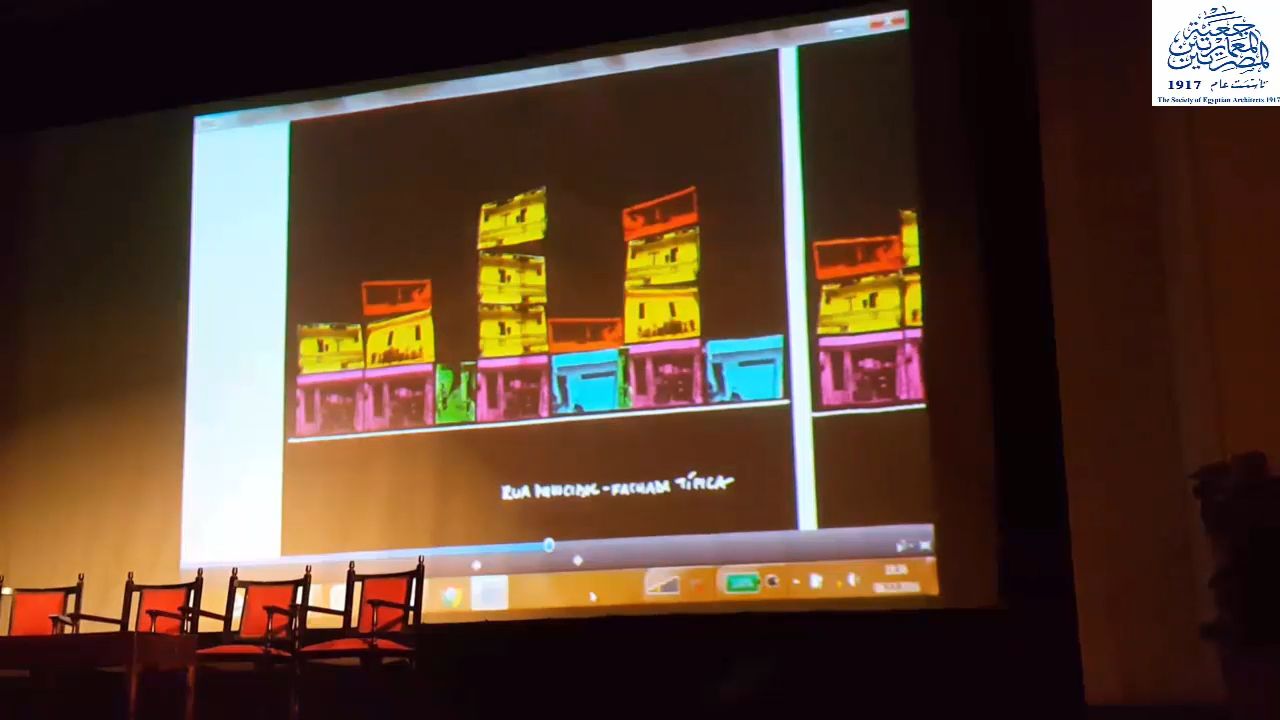 جمعية
المعماريين
المصريين
1917 تأسست عام
The Society of Egyptian Architects 1917
RUA PRINCIPAL - FACHADA TÍPICA